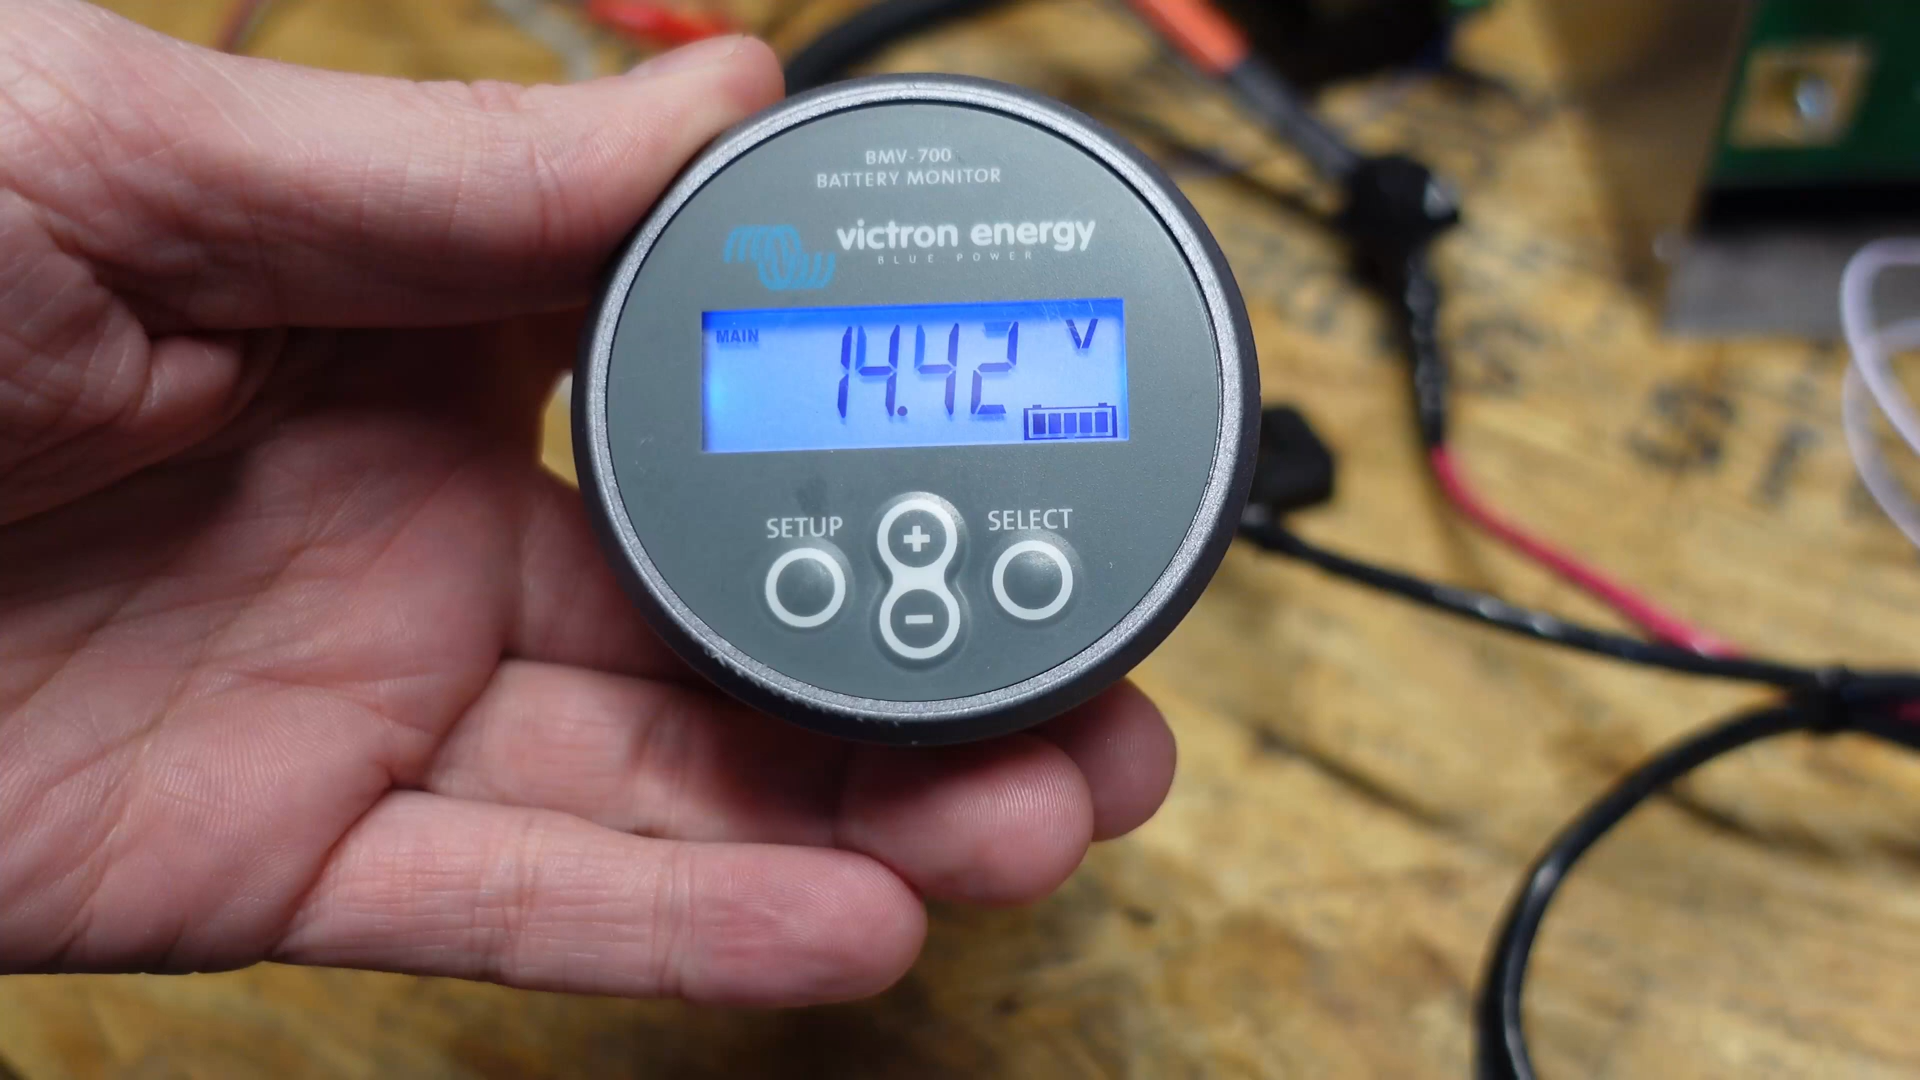 BMV-700
BATTERY MONITOR
victron energy
BLUE POWER
MAIN 14.42 V
SETUP + SELECT
-